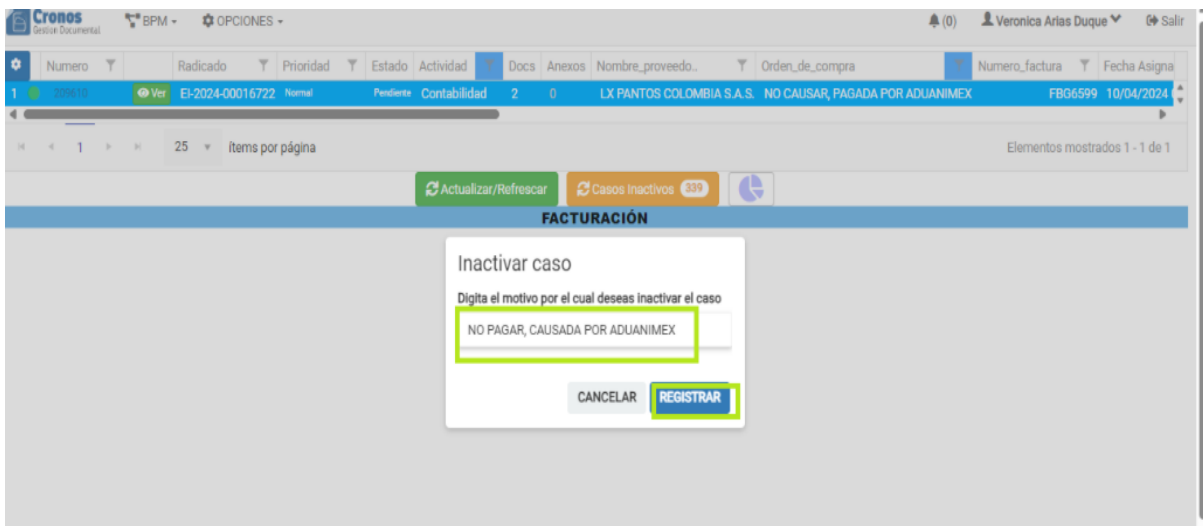 Cronos
Gestion Documental
BPM
OPCIONES
(0)
Veronica Arias Duque
Salir
Numero
Radicado
Prioridad
Estado
Actividad
Docs
Anexos
Nombre_proveedo..
Orden_de_compra
Numero_factura
Fecha Asigna
1
209610
Ver
EI-2024-00016722
Normal
Pendiente
Contabilidad
2
0
LX PANTOS COLOMBIA S.A.S.
NO CAUSAR, PAGADA POR ADUANIMEX
FBG6599
10/04/2024
1
25
ítems por página
Elementos mostrados 1 - 1 de 1
Actualizar/Refrescar
Casos Inactivos 339
FACTURACIÓN
Inactivar caso
Digita el motivo por el cual deseas inactivar el caso
NO PAGAR, CAUSADA POR ADUANIMEX
CANCELAR
REGISTRAR